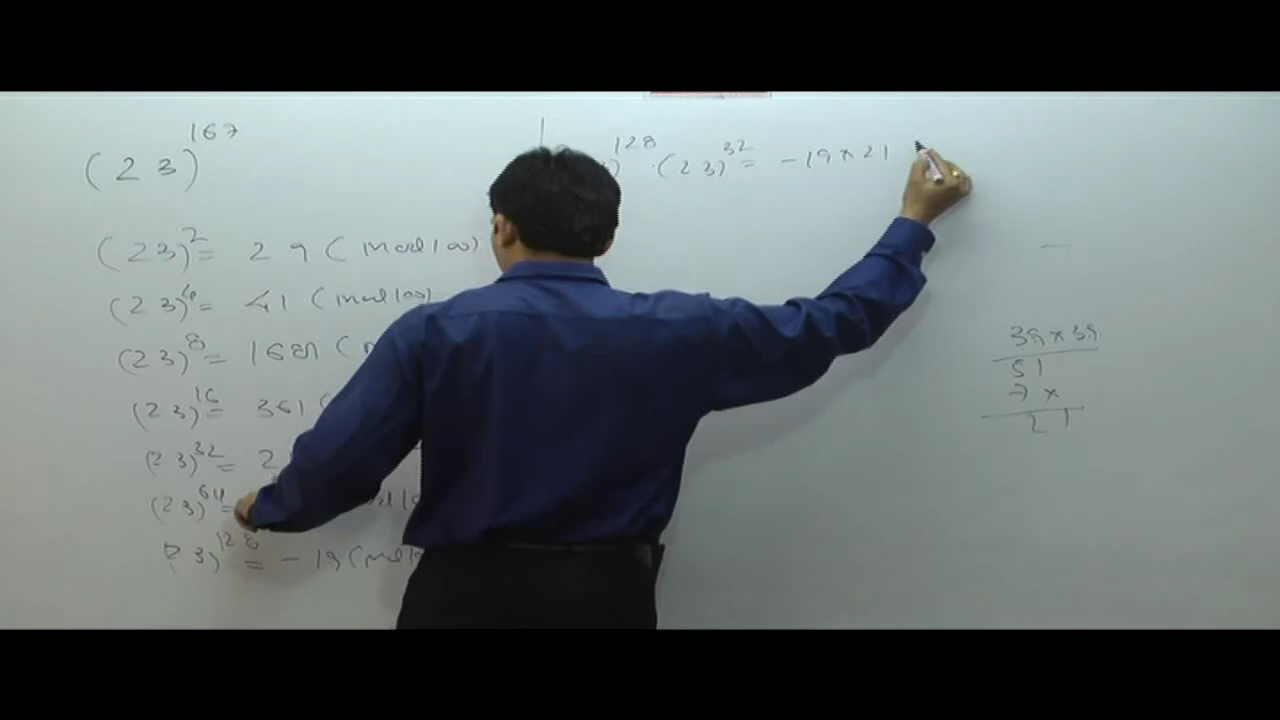 (23)^167
(23)^2 = 29 (mod 100)
(23)^4 = 41 (mod 100)
(23)^8 = 1681 (
(23)^16 = 361 (
(23)^32 = 2
(23)^64 =
(23)^128 = -19 (mod
)^128 . (23)^32 = -19 × 21
39 × 39
51
7 ×
21